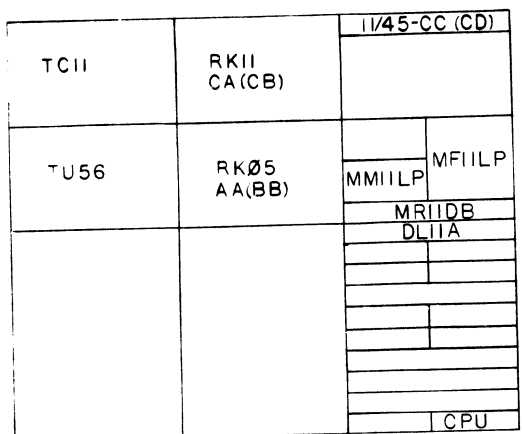 11/45-CC (CD)
TC11
RK11
CA(CB)
TU56
RKØ5
AA(BB)
MM11LP
MF11LP
MR11DB
DL11A
CPU